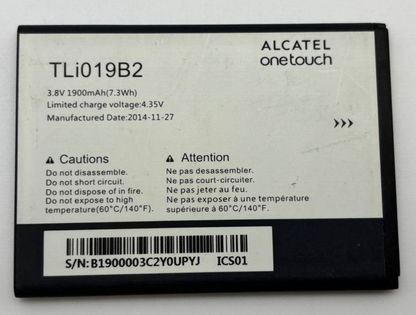 ALCATEL
onetouch
TLi019B2
3.8V 1900mAh(7.3Wh)
Limited charge voltage:4.35V
Manufactured Date:2014-11-27
Cautions
Do not disassemble.
Do not short circuit.
Do not dispose of in fire.
Do not expose to high
temperature(60°C/140°F).
Attention
Ne pas desassembler.
Ne pas court-circuiter.
Ne pas jeter au feu.
Ne pas exposer à une température
supérieure à 60°C/140°F.
S/N: B1900003C2Y0UPYJ ICS01